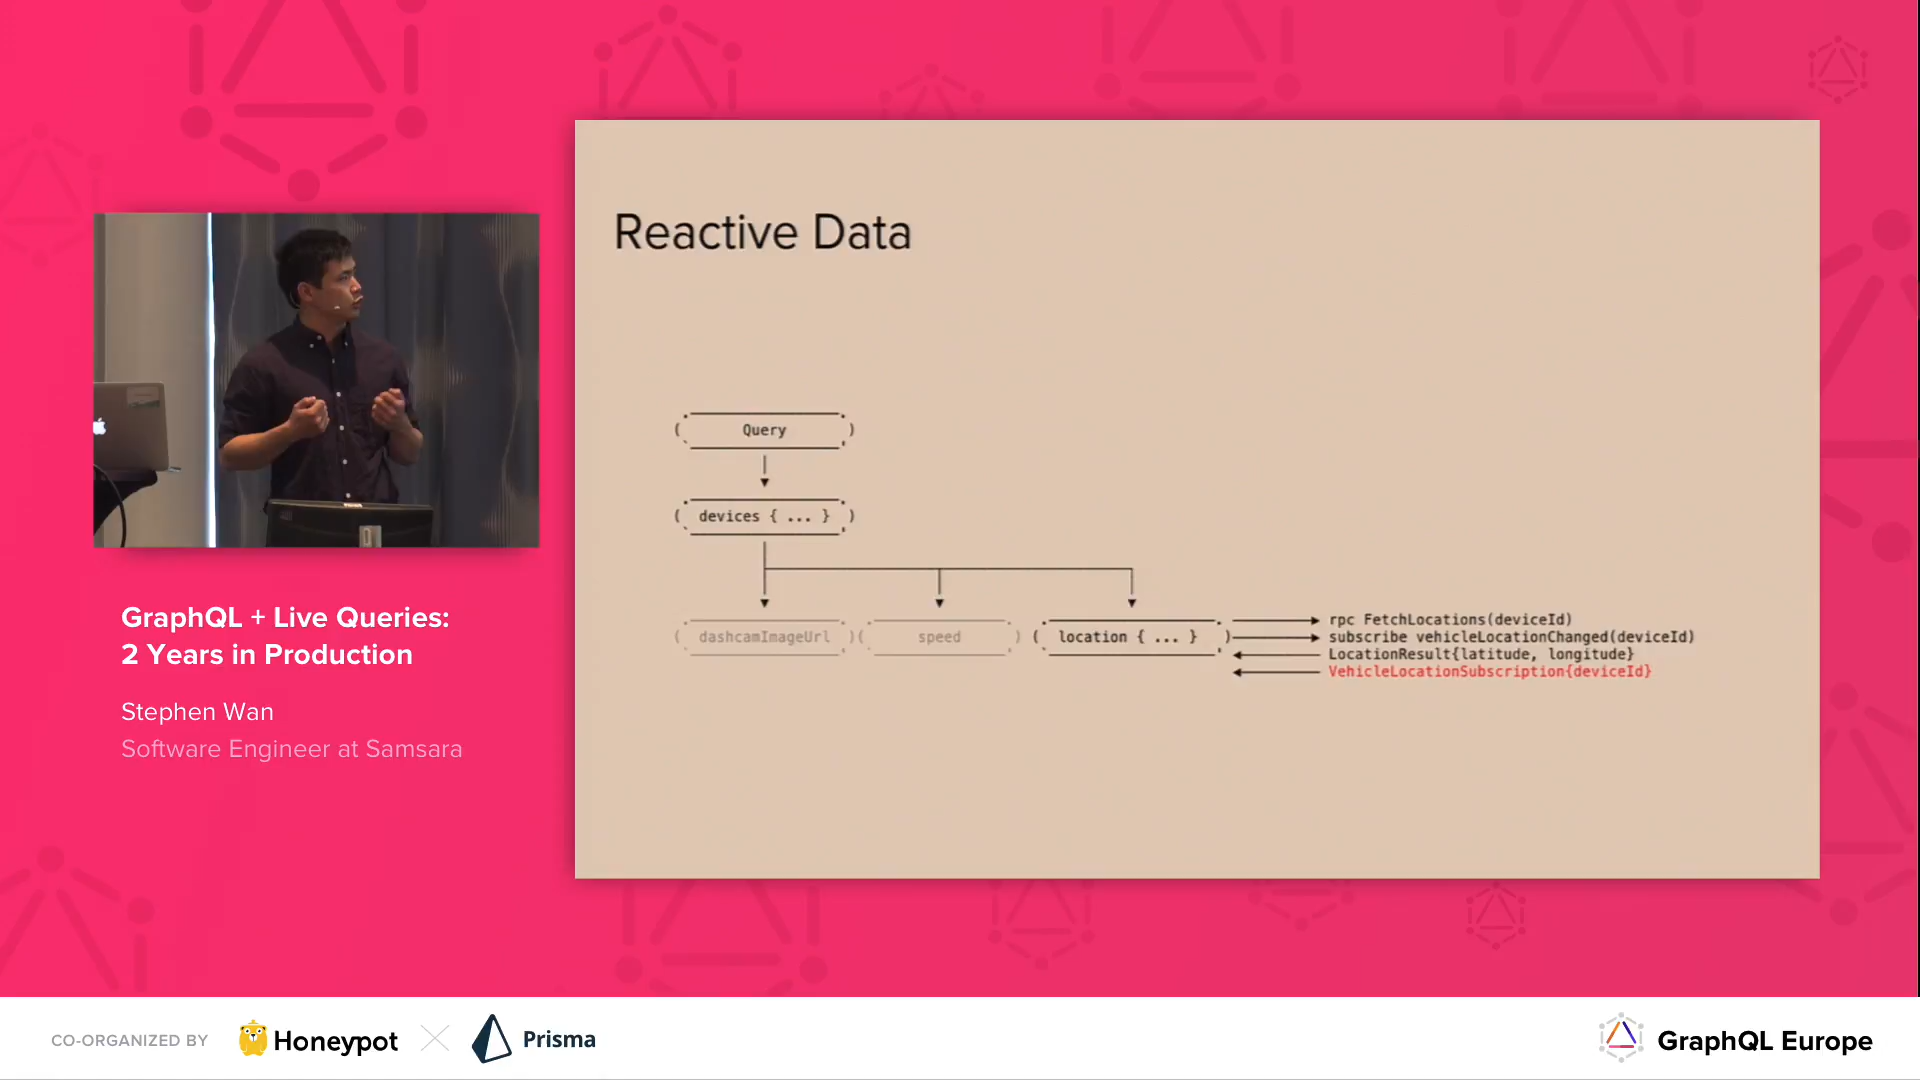 Reactive Data
Query
devices { ... }
dashcamImageUrl
speed
location { ... }
rpc FetchLocations(deviceId)
subscribe vehicleLocationChanged(deviceId)
LocationResult{latitude, longitude}
VehicleLocationSubscription{deviceId}
GraphQL + Live Queries:
2 Years in Production
Stephen Wan
Software Engineer at Samsara
CO-ORGANIZED BY
Honeypot
Prisma
GraphQL Europe